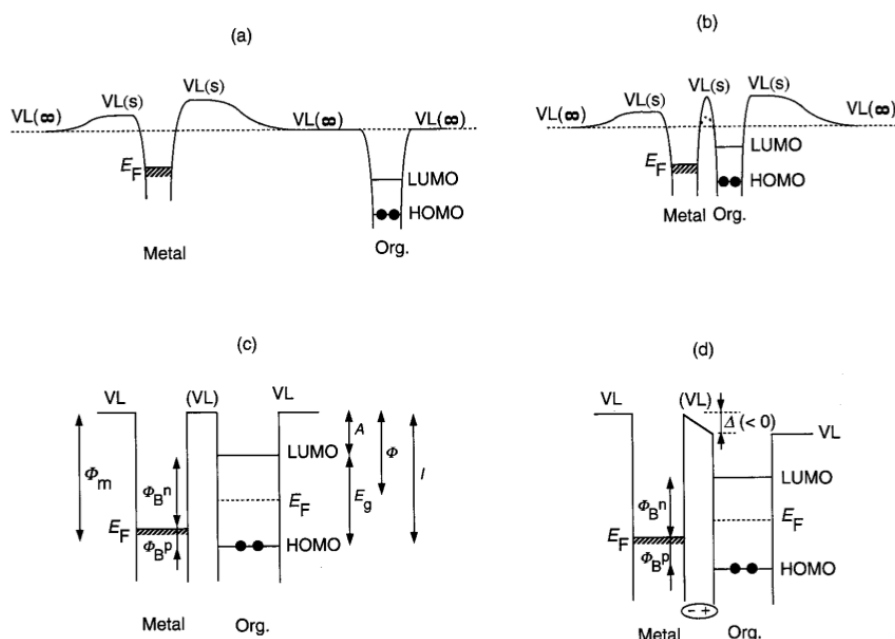 (a)
VL(s)
VL(s)
VL(∞)
VL(∞)
VL(∞)
E_F
LUMO
HOMO
Metal
Org.
(b)
VL(s)
VL(s)
VL(s)
VL(∞)
VL(∞)
E_F
LUMO
HOMO
Metal Org.
(c)
VL
(VL)
VL
A
LUMO
Φ
Φ_m
Φ_B^n
E_F
E_g
I
E_F
Φ_B^p
HOMO
Metal
Org.
(d)
VL
(VL)
Δ (< 0)
VL
LUMO
Φ_B^n
E_F
E_F
Φ_B^p
HOMO
- +
Metal
Org.